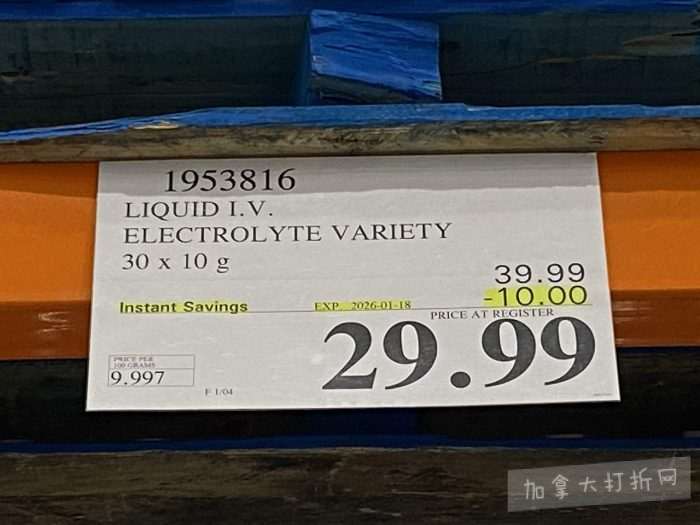 1953816
LIQUID I.V.
ELECTROLYTE VARIETY
30 x 10 g
39.99
Instant Savings EXP. 2026-01-18 -10.00
PRICE AT REGISTER
29.99
PRICE PER
100 GRAMS
9.997
F 1/04
加拿大打折网